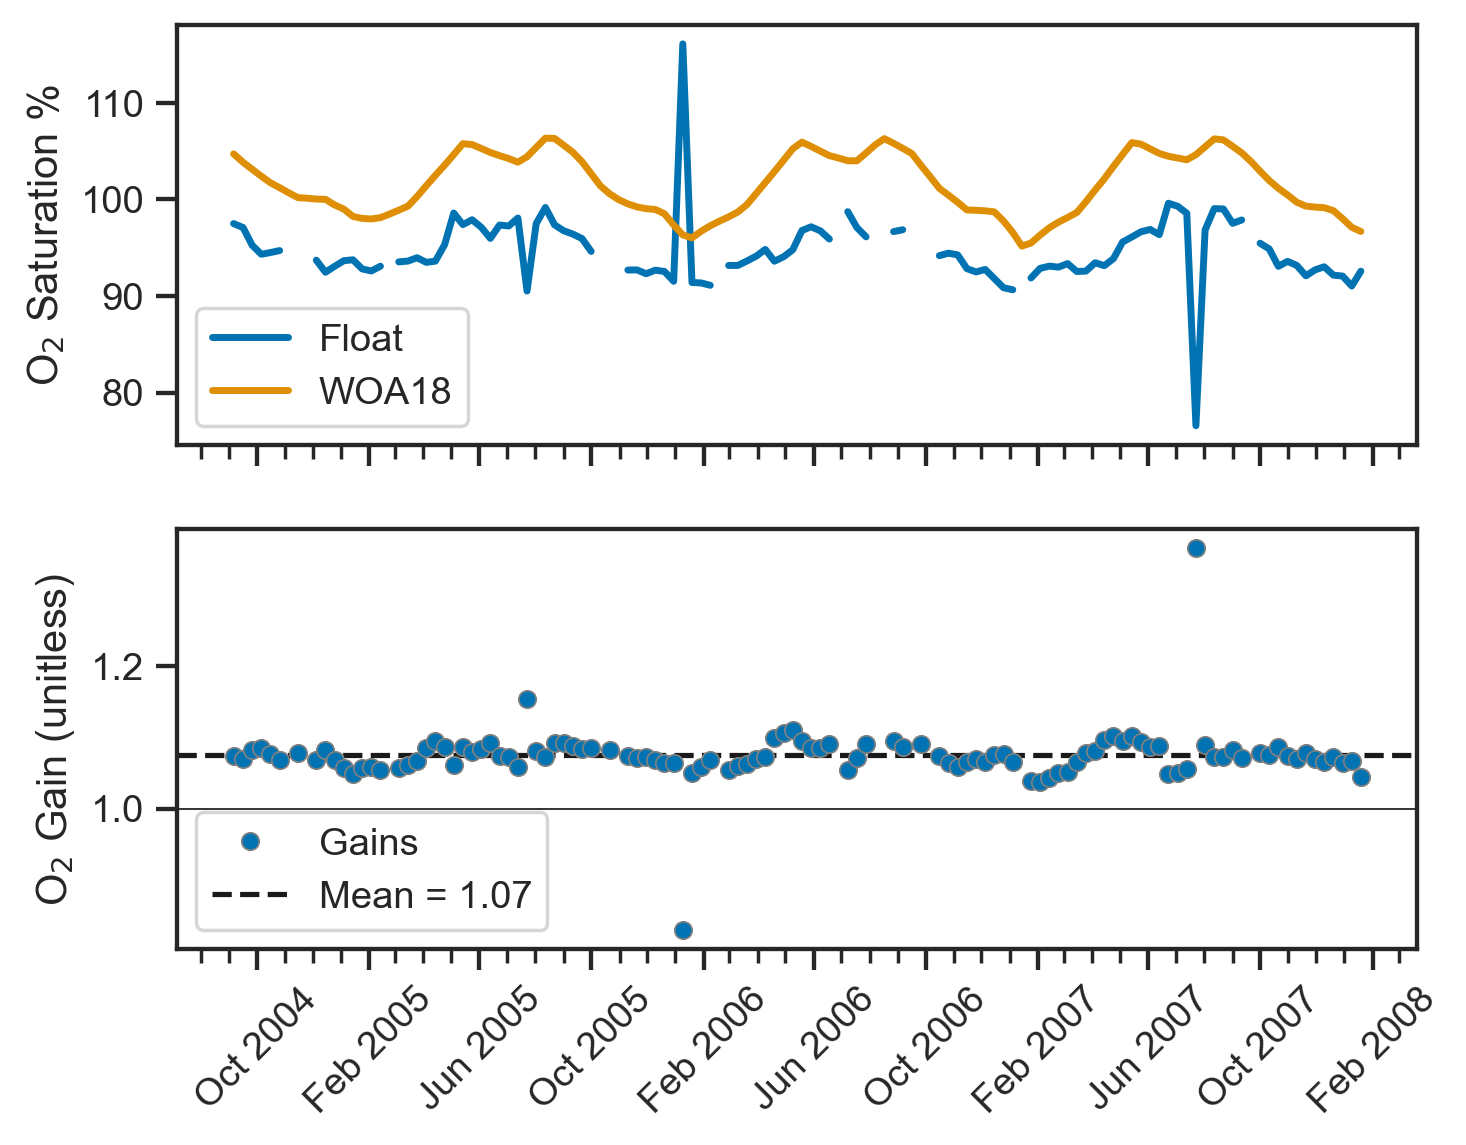 O₂ Saturation %
110
100
90
80
Float
WOA18
O₂ Gain (unitless)
1.2
1.0
Gains
Mean = 1.07
Oct 2004
Feb 2005
Jun 2005
Oct 2005
Feb 2006
Jun 2006
Oct 2006
Feb 2007
Jun 2007
Oct 2007
Feb 2008